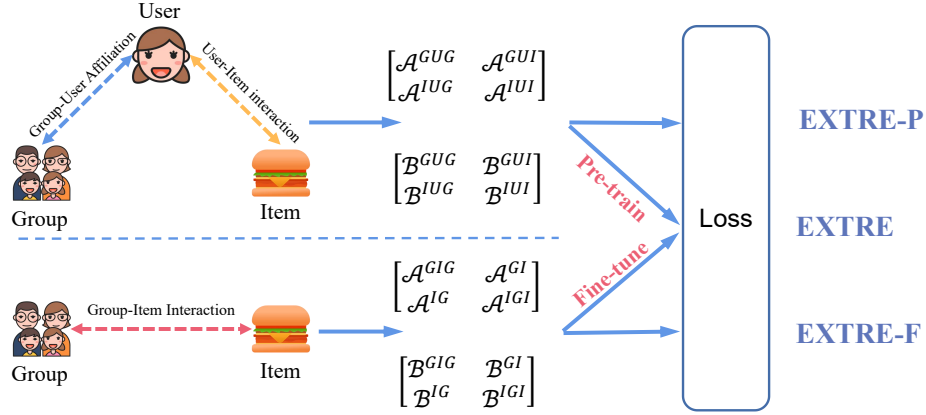 User
Group-User Affiliation
User-Item interaction
Group
Item
𝒜^{GUG} 𝒜^{GUI}
𝒜^{IUG} 𝒜^{IUI}
ℬ^{GUG} ℬ^{GUI}
ℬ^{IUG} ℬ^{IUI}
Pre-train
EXTRE-P
Loss
EXTRE
Group-Item Interaction
Group
Item
𝒜^{GIG} 𝒜^{GI}
𝒜^{IG} 𝒜^{IGI}
ℬ^{GIG} ℬ^{GI}
ℬ^{IG} ℬ^{IGI}
Fine-tune
EXTRE-F